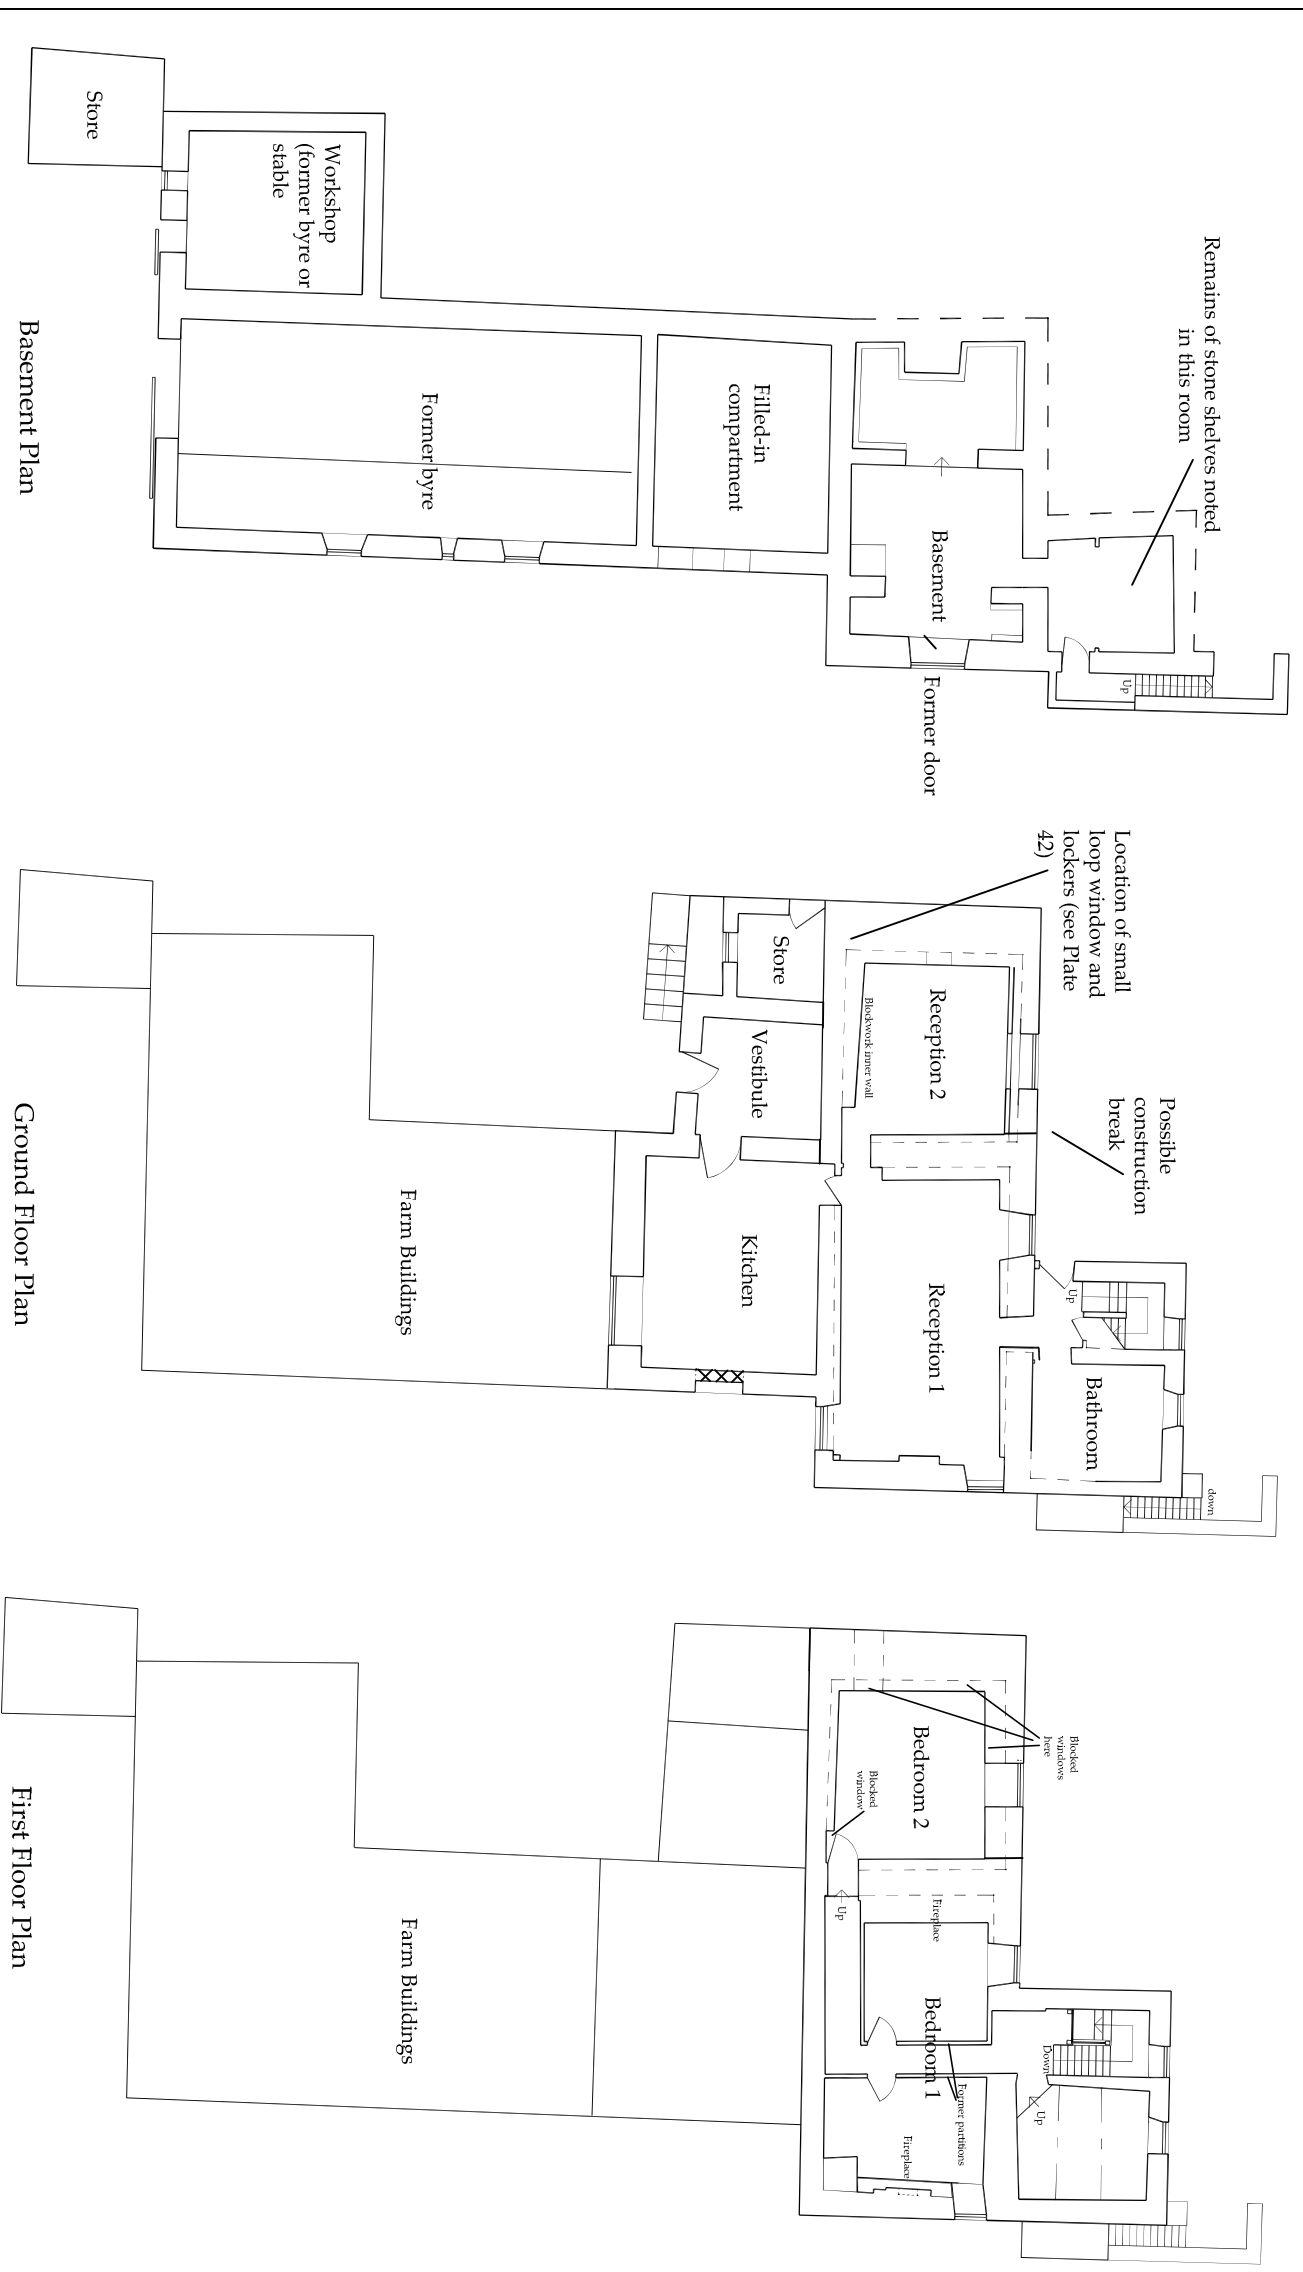 Store
Workshop
(former byre or
stable
Former byre
Filled-in
compartment
Basement
Former door
Up
Remains of stone shelves noted
in this room
Basement Plan
Location of small
loop window and
lockers (see Plate
42)
Possible
construction
break
Store
Vestibule
Kitchen
Blockwork inner wall
Reception 2
Reception 1
Up
Bathroom
down
Farm Buildings
Ground Floor Plan
Blocked
windows
here
Bedroom 2
Blocked
window
Up
Fireplace
Bedroom 1
Former partitions
Fireplace
Down
Up
Farm Buildings
First Floor Plan